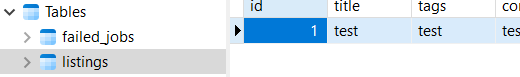 Tables
failed_jobs
listings
id title tags
1 test test